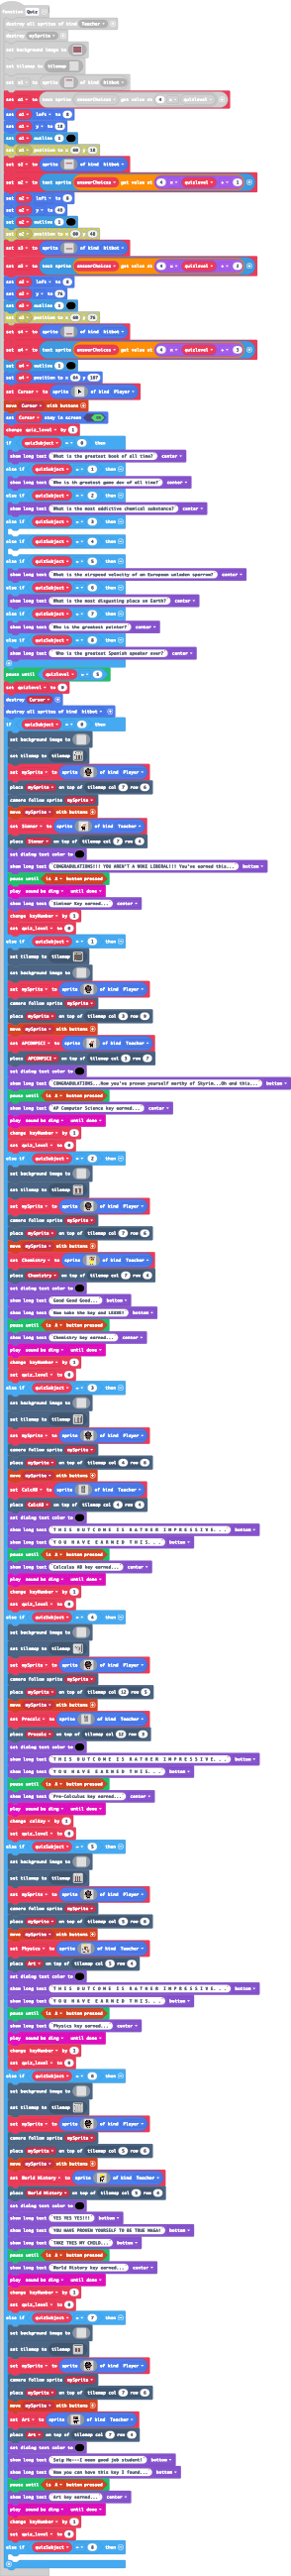 function Quiz
destroy all sprites of kind Teacher
destroy mySprite
set background image to
set tilemap to tilemap
set a1 to sprite of kind bitbot
set a1 to text sprite answerChoices get value at 4 x quizlevel
set a1 left to 8
set a1 y to 18
set a1 outline 5
set a1 position to x 80 y 18
set a2 to sprite of kind bitbot
set a2 to text sprite answerChoices get value at 4 x quizlevel + 1
set a2 left to 8
set a2 y to 48
set a2 outline 5
set a2 position to x 80 y 48
set a3 to sprite of kind bitbot
set a3 to text sprite answerChoices get value at 4 x quizlevel + 2
set a3 left to 8
set a3 y to 76
set a3 outline 5
set a3 position to x 80 y 76
set a4 to sprite of kind bitbot
set a4 to text sprite answerChoices get value at 4 x quizlevel + 3
set a4 outline 5
set a4 position to x 84 y 107
set Cursor to sprite of kind Player
move Cursor with buttons
set Cursor stay in screen
change quiz_level by 1
if quizSubject = 0 then
show long text What is the greatest book of all time? center
else if quizSubject = 1 then
show long text Who is th greatest game dev of all time? center
else if quizSubject = 2 then
show long text What is the most addictive chemical substance? center
else if quizSubject = 3 then
else if quizSubject = 4 then
else if quizSubject = 5 then
show long text What is the airspeed velocity of an European unladen sparrow? center
else if quizSubject = 6 then
show long text What is the most disgusting place on Earth? center
else if quizSubject = 7 then
show long text Who is the greatest painter? center
else if quizSubject = 8 then
show long text Who is the greatest Spanish speaker ever? center
pause until quizlevel = 5
set quizlevel to 0
destroy Cursor
destroy all sprites of kind bitbot
if quizSubject = 0 then
set background image to
set tilemap to tilemap
set mySprite to sprite of kind Player
place mySprite on top of tilemap col 7 row 6
camera follow sprite mySprite
move mySprite with buttons
set Siemar to sprite of kind Teacher
place Siemar on top of tilemap col 7 row 4
set dialog text color to
show long text CONGRADULATIONS!!! YOU AREN'T A WOKE LIBERAL!!! You've earned this... bottom
pause until is A button pressed
play sound ba ding until done
show long text Siminar Key earned... center
change keyNumber by 1
set quiz_level to 0
else if quizSubject = 1 then
set tilemap to tilemap
set background image to
set mySprite to sprite of kind Player
camera follow sprite mySprite
place mySprite on top of tilemap col 3 row 9
move mySprite with buttons
set APCOMPSCI to sprite of kind Teacher
place APCOMPSCI on top of tilemap col 3 row 7
set dialog text color to
show long text CONGRADULATIONS...Now you've proven yourself worthy of Skyrim...Oh and this... bottom
pause until is A button pressed
show long text AP Computer Science key earned... center
play sound ba ding until done
change keyNumber by 1
set quiz_level to 0
else if quizSubject = 2 then
set background image to
set tilemap to tilemap
set mySprite to sprite of kind Player
camera follow sprite mySprite
place mySprite on top of tilemap col 7 row 6
move mySprite with buttons
set Chemistry to sprite of kind Teacher
place Chemistry on top of tilemap col 7 row 4
set dialog text color to
show long text Good Good Good... bottom
show long text Now take the key and LEAVE! bottom
pause until is A button pressed
show long text Chemistry key earned... center
play sound ba ding until done
change keyNumber by 1
set quiz_level to 0
else if quizSubject = 3 then
set background image to
set tilemap to tilemap
set mySprite to sprite of kind Player
camera follow sprite mySprite
place mySprite on top of tilemap col 4 row 6
move mySprite with buttons
set CalcAB to sprite of kind Teacher
place CalcAB on top of tilemap col 4 row 4
set dialog text color to
show long text T H I S O U T C O M E I S R A T H E R I M P R E S S I V E . . . bottom
show long text Y O U H A V E E A R N E D T H I S . . . bottom
pause until is A button pressed
show long text Calculus AB key earned... center
play sound ba ding until done
change keyNumber by 1
set quiz_level to 0
else if quizSubject = 4 then
set background image to
set tilemap to tilemap
set mySprite to sprite of kind Player
camera follow sprite mySprite
place mySprite on top of tilemap col 12 row 5
move mySprite with buttons
set Precalc to sprite of kind Teacher
place Precalc on top of tilemap col 12 row 3
set dialog text color to
show long text T H I S O U T C O M E I S R A T H E R I M P R E S S I V E . . . bottom
show long text Y O U H A V E E A R N E D T H I S . . . bottom
pause until is A button pressed
show long text Pre-Calculus key earned... center
play sound ba ding until done
change by 1
set quiz_level to 0
else if quizSubject = 5 then
set background image to
set tilemap to tilemap
set mySprite to sprite of kind Player
camera follow sprite mySprite
place mySprite on top of tilemap col 5 row 6
move mySprite with buttons
set Physics to sprite of kind Teacher
place Art on top of tilemap col 5 row 4
set dialog text color to
show long text T H I S O U T C O M E I S R A T H E R I M P R E S S I V E . . . bottom
show long text Y O U H A V E E A R N E D T H I S . . . bottom
pause until is A button pressed
show long text Physics key earned... center
play sound ba ding until done
change keyNumber by 1
set quiz_level to 0
else if quizSubject = 6 then
set background image to
set tilemap to tilemap
set mySprite to sprite of kind Player
camera follow sprite mySprite
place mySprite on top of tilemap col 5 row 6
move mySprite with buttons
set World History to sprite of kind Teacher
place World History on top of tilemap col 5 row 4
set dialog text color to
show long text YES YES YES!!! bottom
show long text YOU HAVE PROVEN YOURSELF TO BE TRUE MAGA! bottom
show long text TAKE THIS MY CHILD... bottom
pause until is A button pressed
show long text World History key earned... center
play sound ba ding until done
change keyNumber by 1
set quiz_level to 0
else if quizSubject = 7 then
set background image to
set tilemap to tilemap
set mySprite to sprite of kind Player
camera follow sprite mySprite
place mySprite on top of tilemap col 7 row 6
move mySprite with buttons
set Art to sprite of kind Teacher
place Art on top of tilemap col 7 row 4
set dialog text color to
show long text Seig He---I mean good job student! bottom
show long text Now you can have this key I found... bottom
pause until is A button pressed
show long text Art key earned... center
play sound ba ding until done
change keyNumber by 1
set quiz_level to 0
else if quizSubject = 8 then